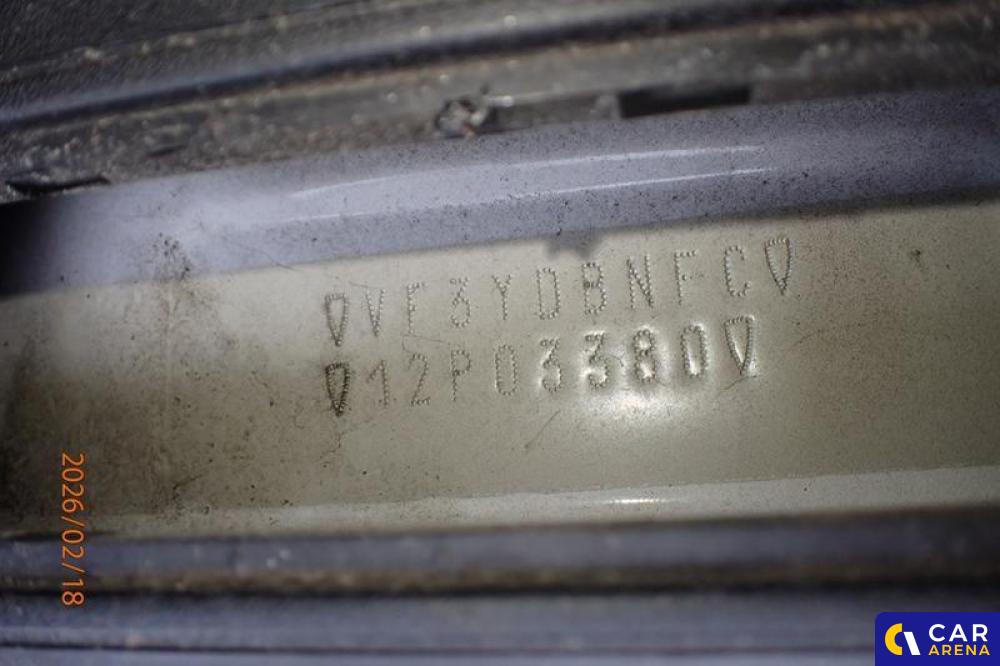 VF3YDBNFC
12P03380
2026/02/18
CAR
ARENA